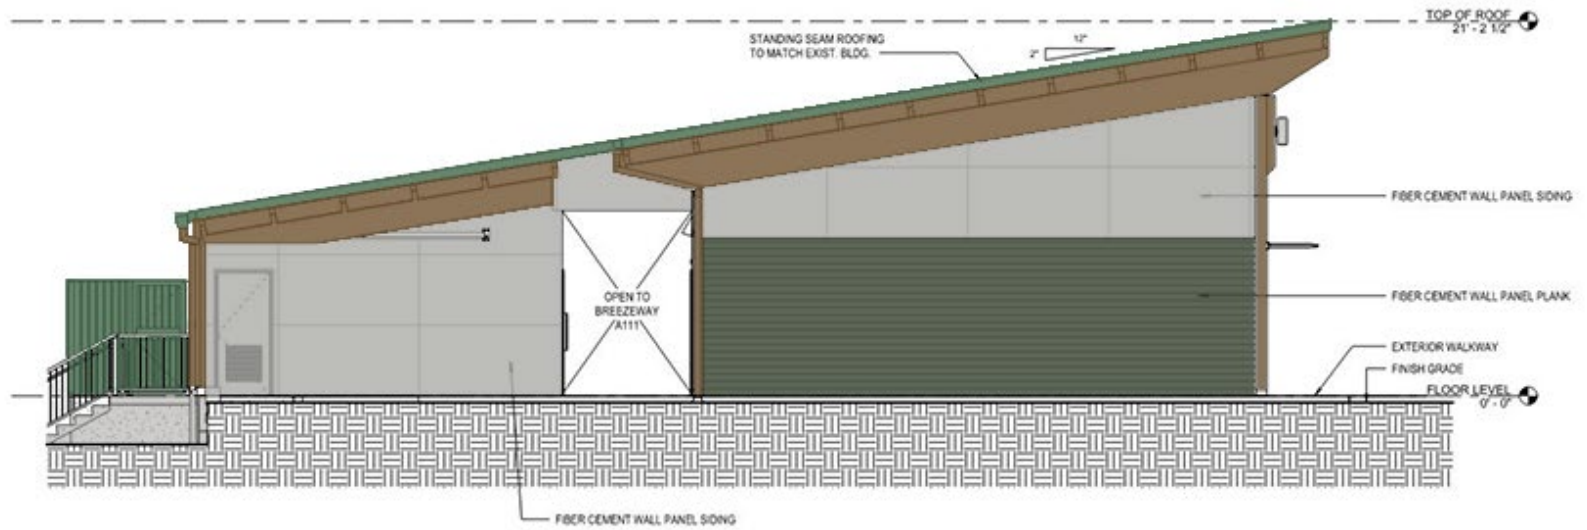 TOP OF ROOF
21' - 2 1/2"
STANDING SEAM ROOFING
TO MATCH EXIST. BLDG.
12"
2"
FIBER CEMENT WALL PANEL SIDING
OPEN TO
BREEZEWAY
A111
FIBER CEMENT WALL PANEL PLANK
EXTERIOR WALKWAY
FINISH GRADE
FLOOR LEVEL
0' - 0"
FIBER CEMENT WALL PANEL SIDING